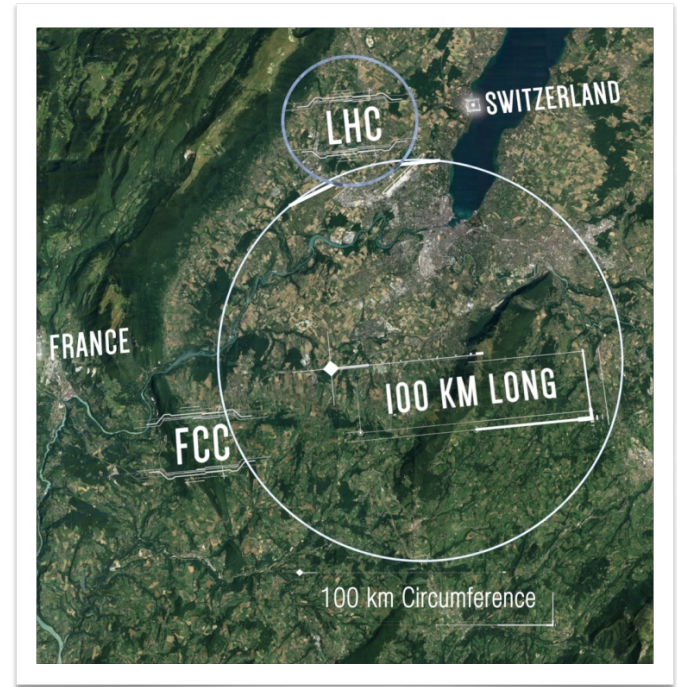 LHC
SWITZERLAND
FRANCE
100 KM LONG
FCC
100 km Circumference